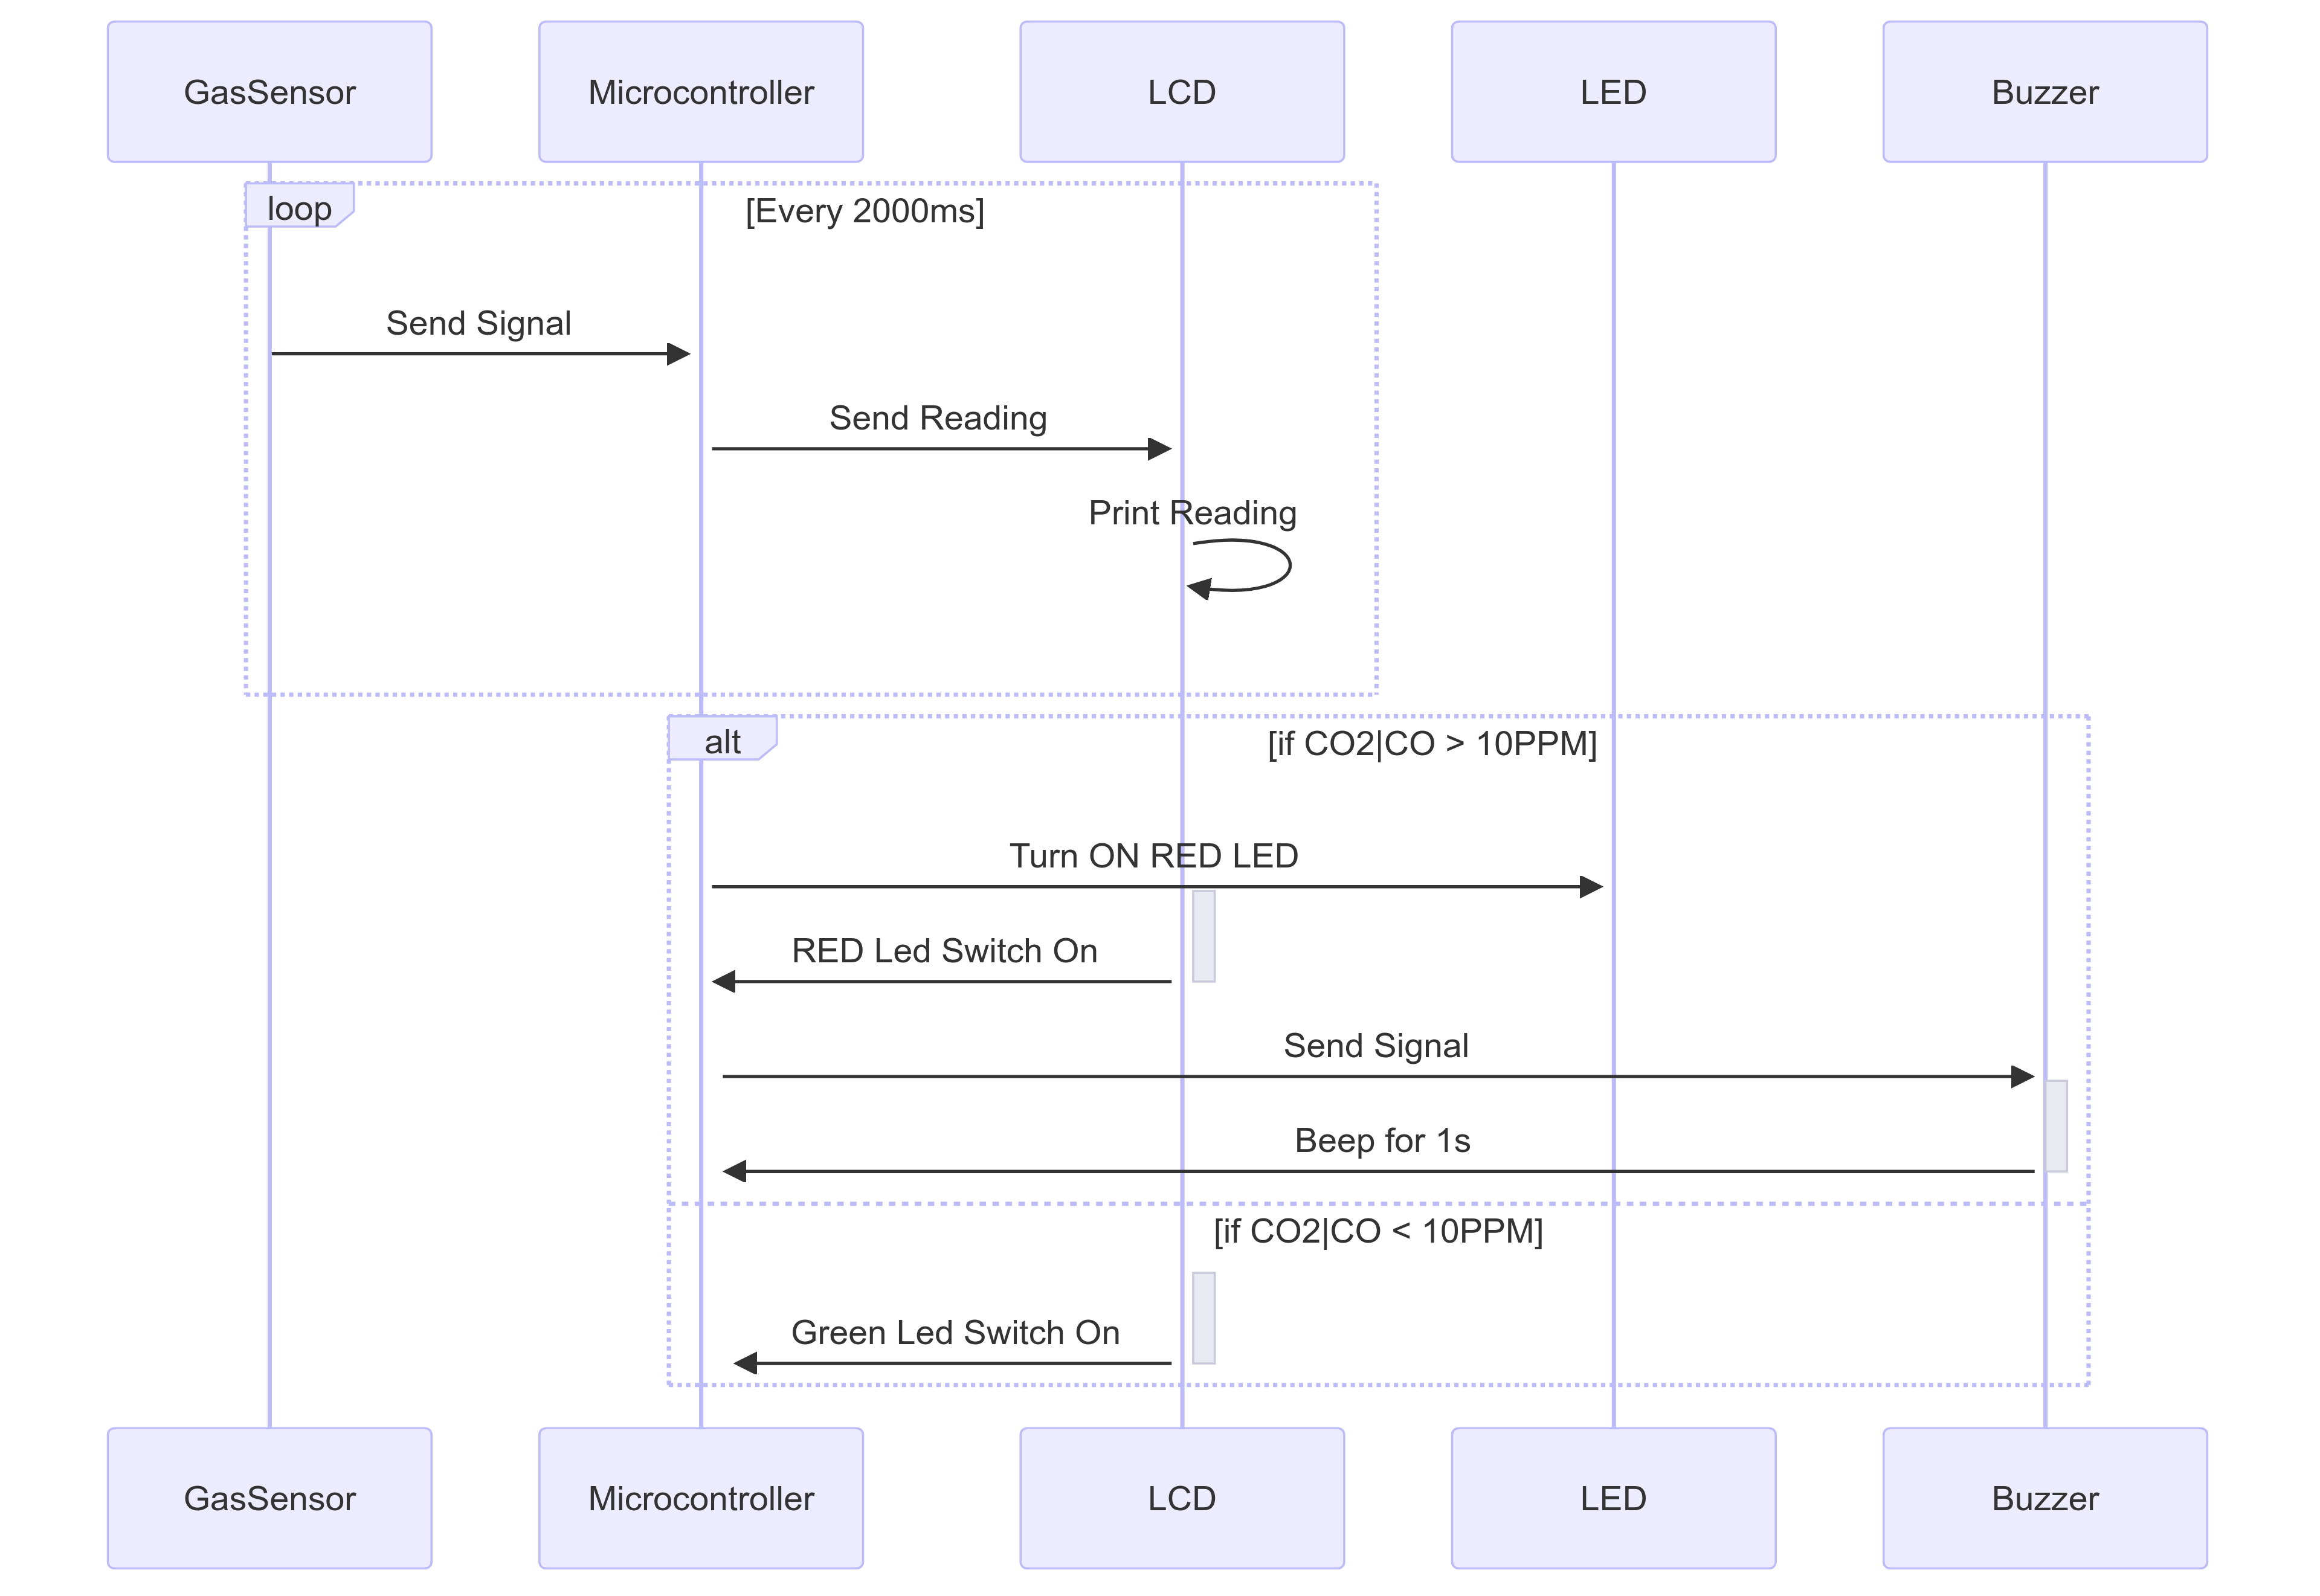 GasSensor
Microcontroller
LCD
LED
Buzzer
loop
[Every 2000ms]
Send Signal
Send Reading
Print Reading
alt
[if CO2|CO > 10PPM]
Turn ON RED LED
RED Led Switch On
Send Signal
Beep for 1s
[if CO2|CO < 10PPM]
Green Led Switch On
GasSensor
Microcontroller
LCD
LED
Buzzer